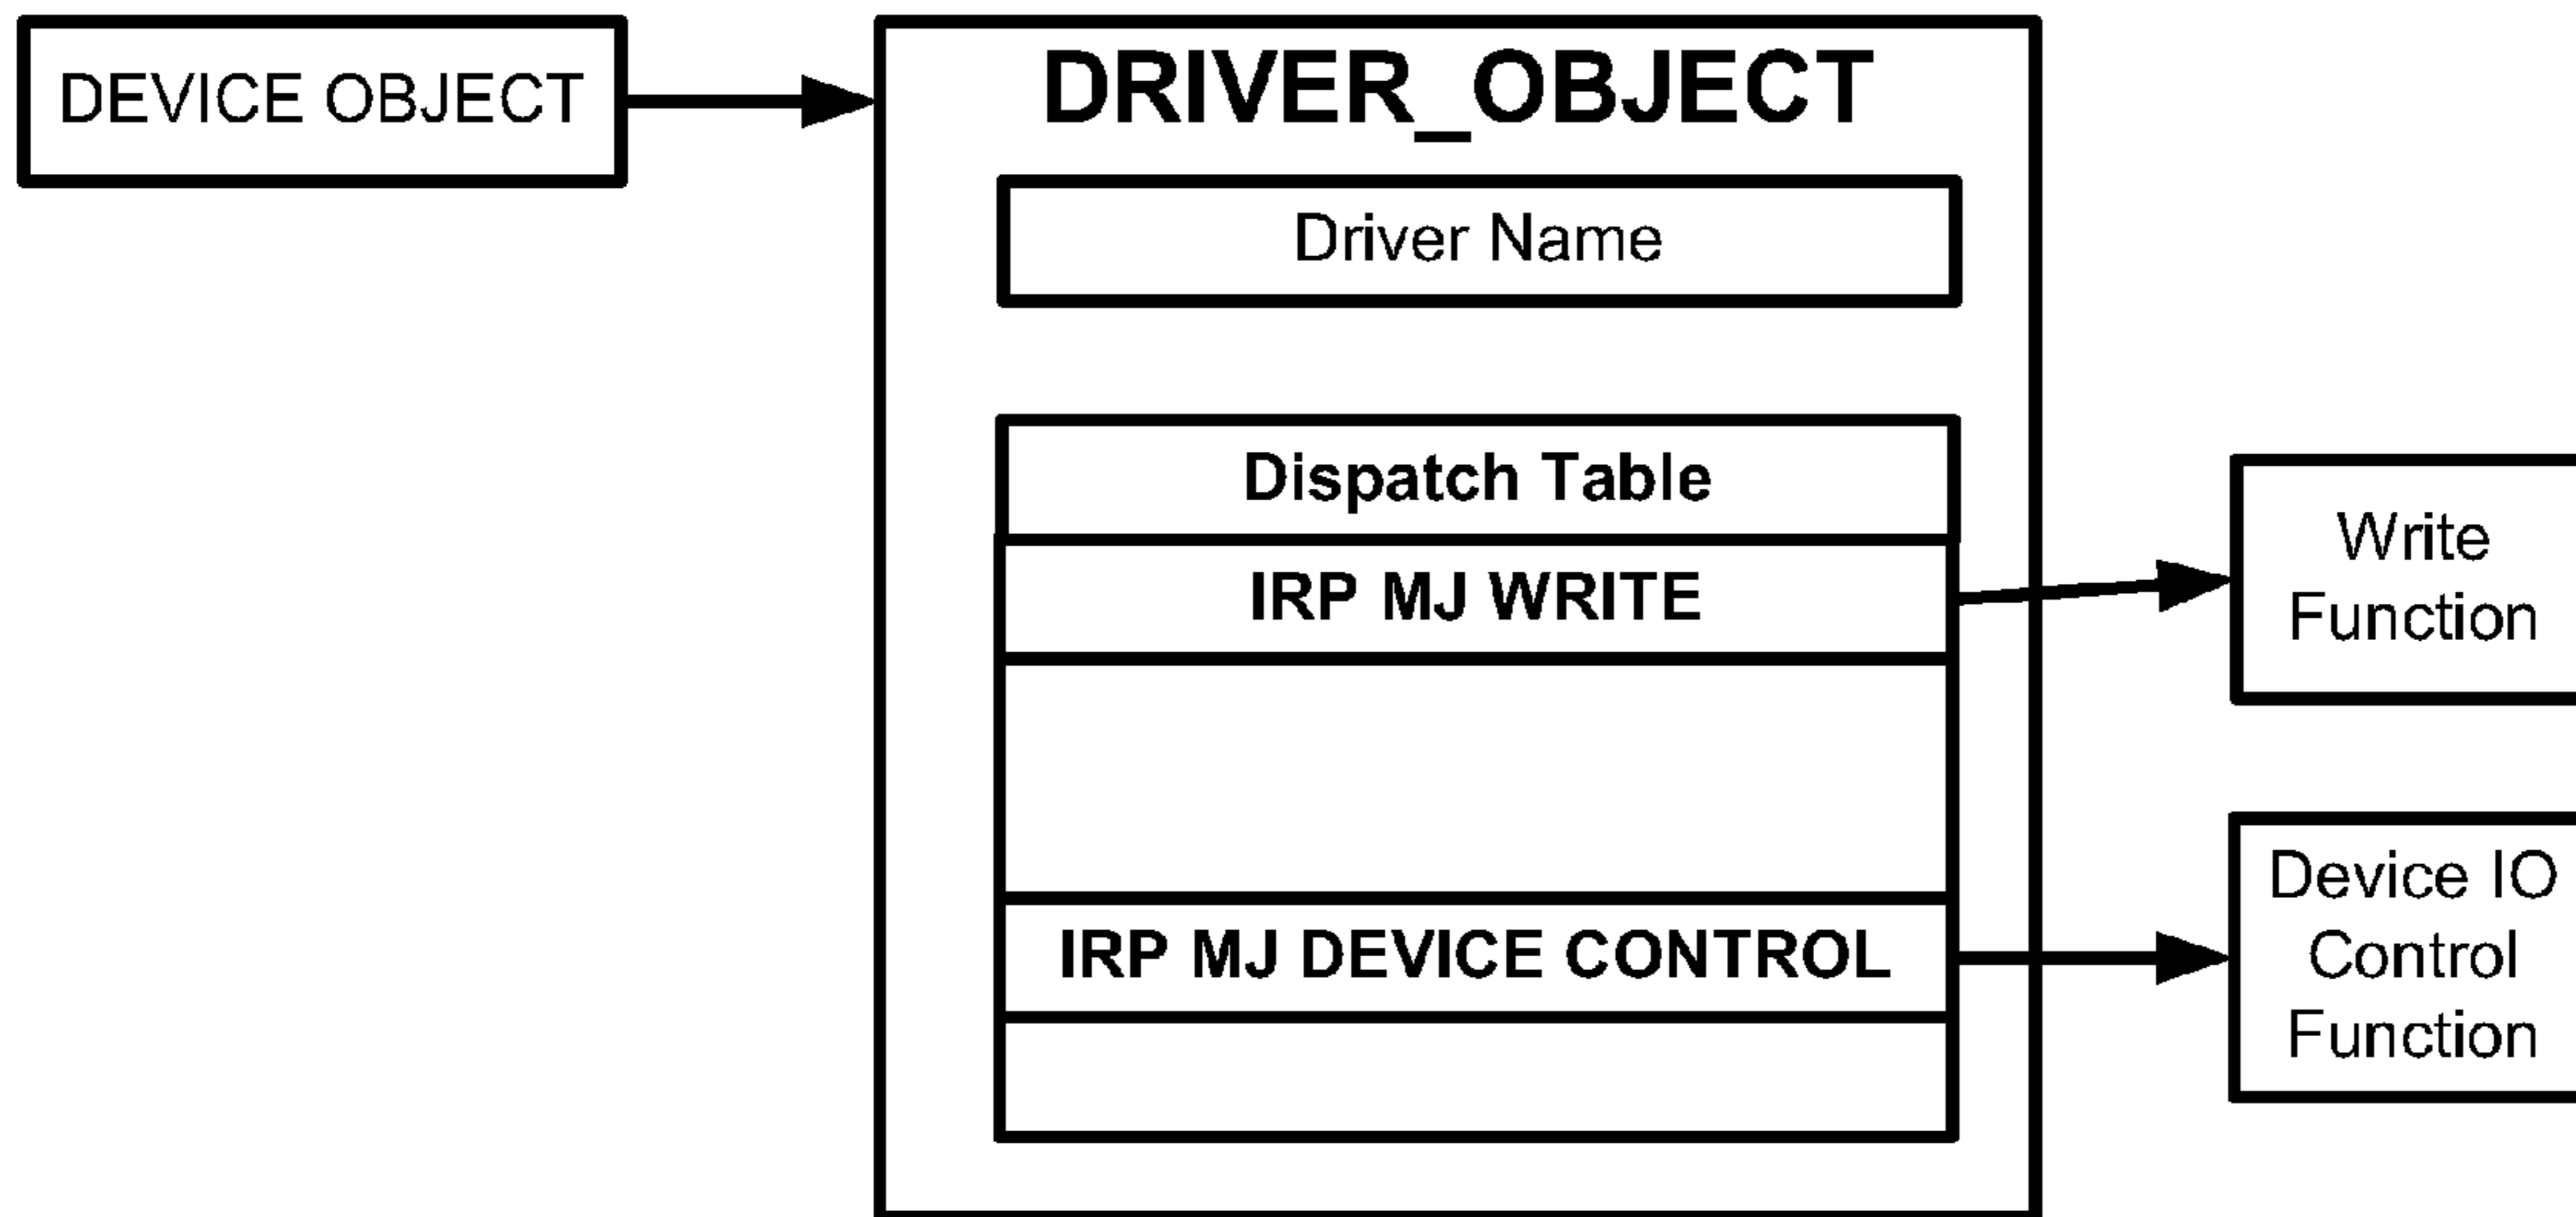 DEVICE OBJECT
DRIVER_OBJECT
Driver Name
Dispatch Table
IRP MJ WRITE
Write
Function
IRP MJ DEVICE CONTROL
Device IO
Control
Function